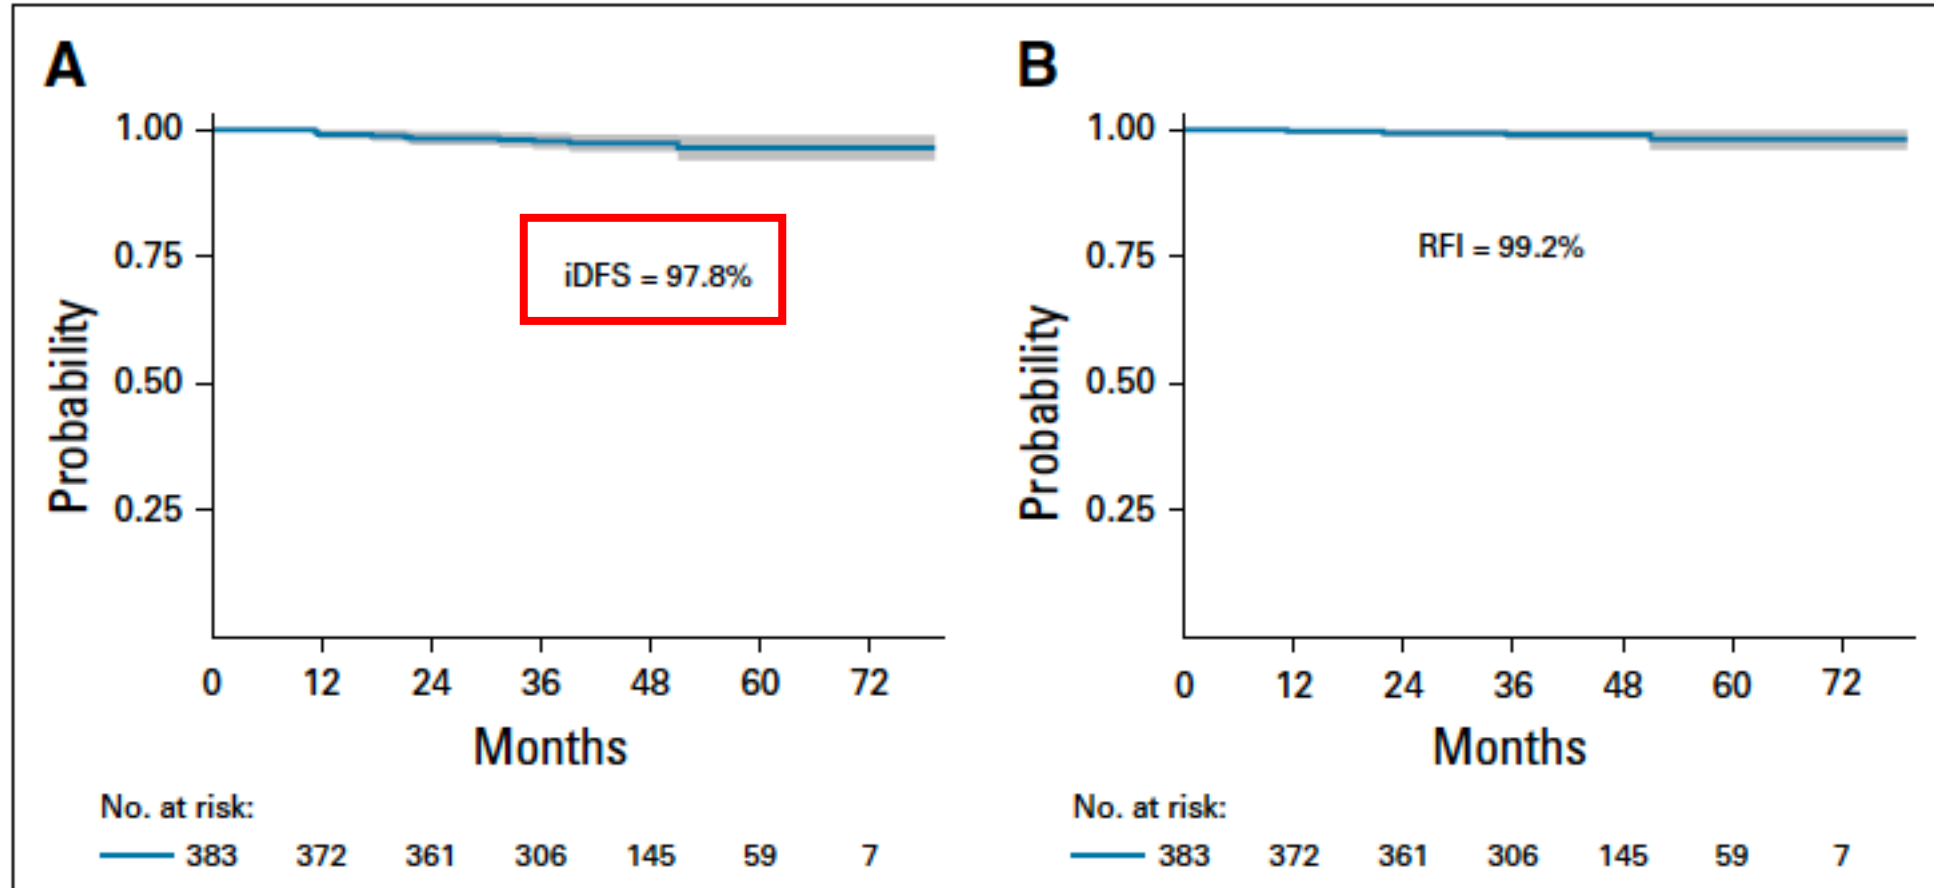 A
1.00
0.75
0.50
0.25
Probability
iDFS = 97.8%
0 12 24 36 48 60 72
Months
No. at risk:
383 372 361 306 145 59 7
B
1.00
0.75
0.50
0.25
Probability
RFI = 99.2%
0 12 24 36 48 60 72
Months
No. at risk:
383 372 361 306 145 59 7